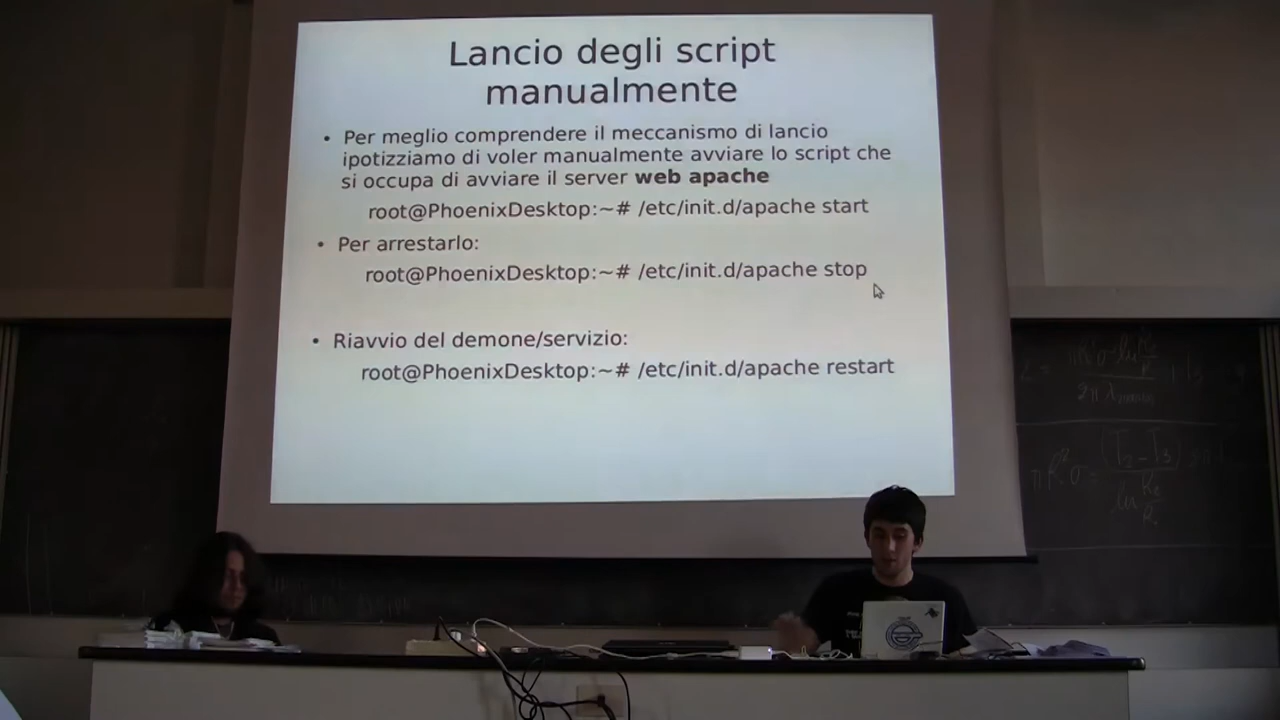 Lancio degli script
manualmente
• Per meglio comprendere il meccanismo di lancio
ipotizziamo di voler manualmente avviare lo script che
si occupa di avviare il server web apache
root@PhoenixDesktop:~# /etc/init.d/apache start
• Per arrestarlo:
root@PhoenixDesktop:~# /etc/init.d/apache stop
• Riavvio del demone/servizio:
root@PhoenixDesktop:~# /etc/init.d/apache restart